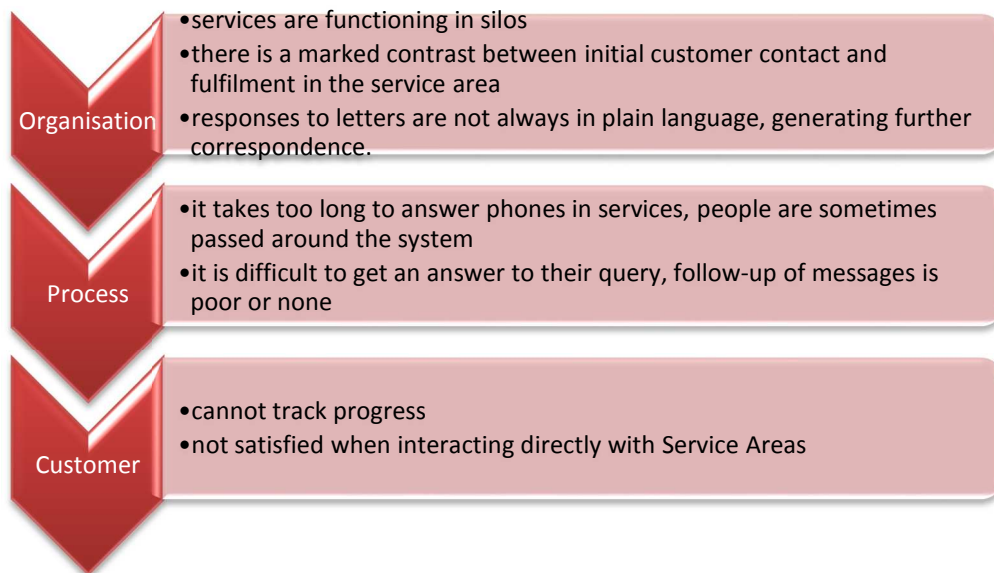 Organisation
•services are functioning in silos
•there is a marked contrast between initial customer contact and
fulfilment in the service area
•responses to letters are not always in plain language, generating further
correspondence.
Process
•it takes too long to answer phones in services, people are sometimes
passed around the system
•it is difficult to get an answer to their query, follow-up of messages is
poor or none
Customer
•cannot track progress
•not satisfied when interacting directly with Service Areas